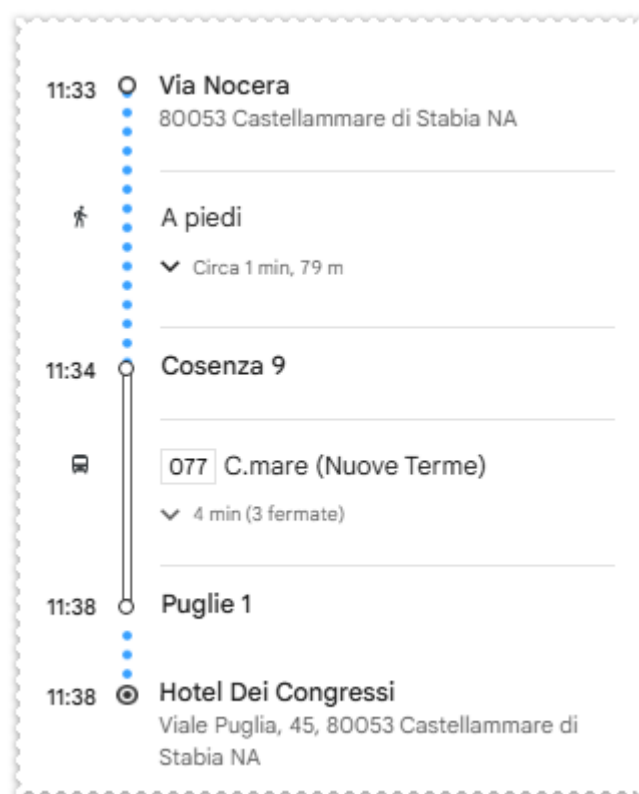 11:33 Via Nocera
80053 Castellammare di Stabia NA
A piedi
Circa 1 min, 79 m
11:34 Cosenza 9
077 C.mare (Nuove Terme)
4 min (3 fermate)
11:38 Puglie 1
11:38 Hotel Dei Congressi
Viale Puglia, 45, 80053 Castellammare di
Stabia NA